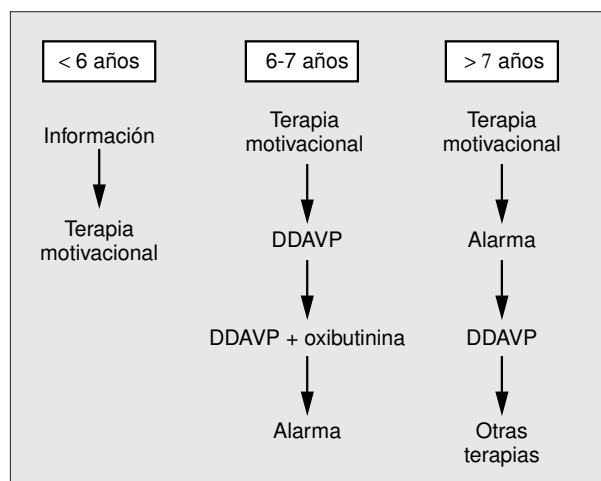 < 6 años
Información
Terapia
motivacional
6-7 años
Terapia
motivacional
DDAVP
DDAVP + oxibutinina
Alarma
> 7 años
Terapia
motivacional
Alarma
DDAVP
Otras
terapias